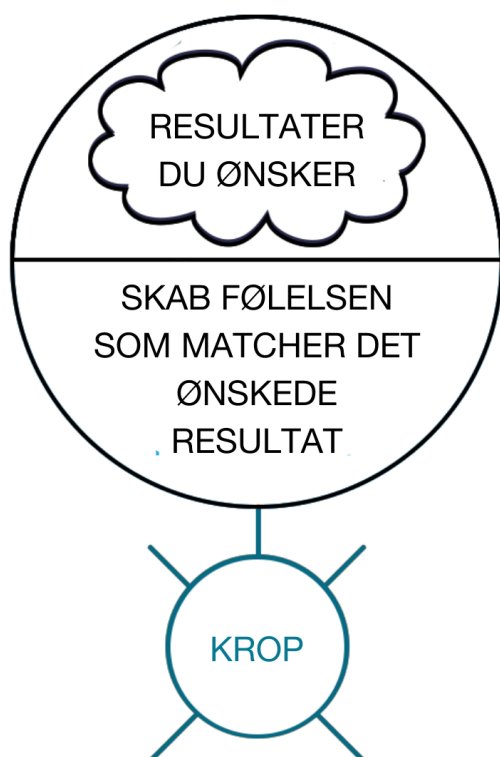 RESULTATER
DU ØNSKER
SKAB FØLELSEN
SOM MATCHER DET
ØNSKEDE
RESULTAT
KROP